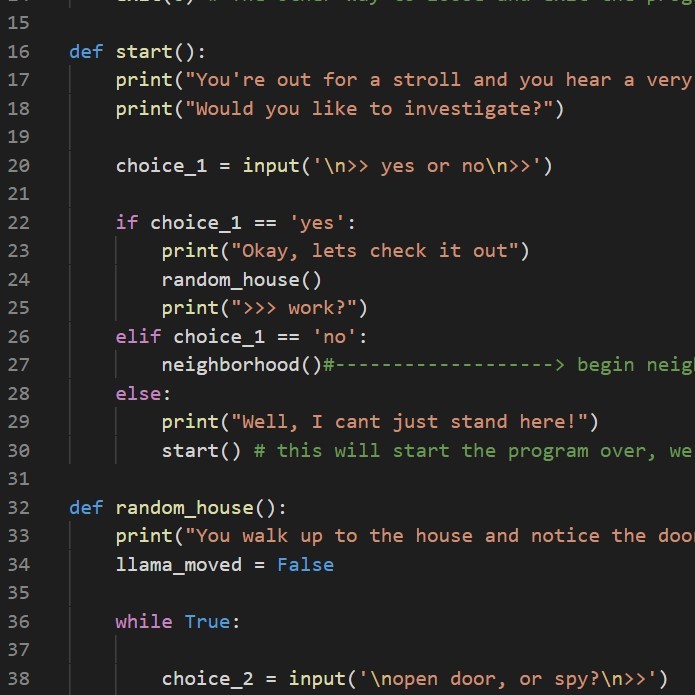 15
16 def start():
17 print("You're out for a stroll and you hear a very
18 print("Would you like to investigate?")
19
20 choice_1 = input('\n>> yes or no\n>>')
21
22 if choice_1 == 'yes':
23 print("Okay, lets check it out")
24 random_house()
25 print(">>> work?")
26 elif choice_1 == 'no':
27 neighborhood()#-------------------> begin neig
28 else:
29 print("Well, I cant just stand here!")
30 start() # this will start the program over, we
31
32 def random_house():
33 print("You walk up to the house and notice the doo
34 llama_moved = False
35
36 while True:
37
38 choice_2 = input('\nopen door, or spy?\n>>')